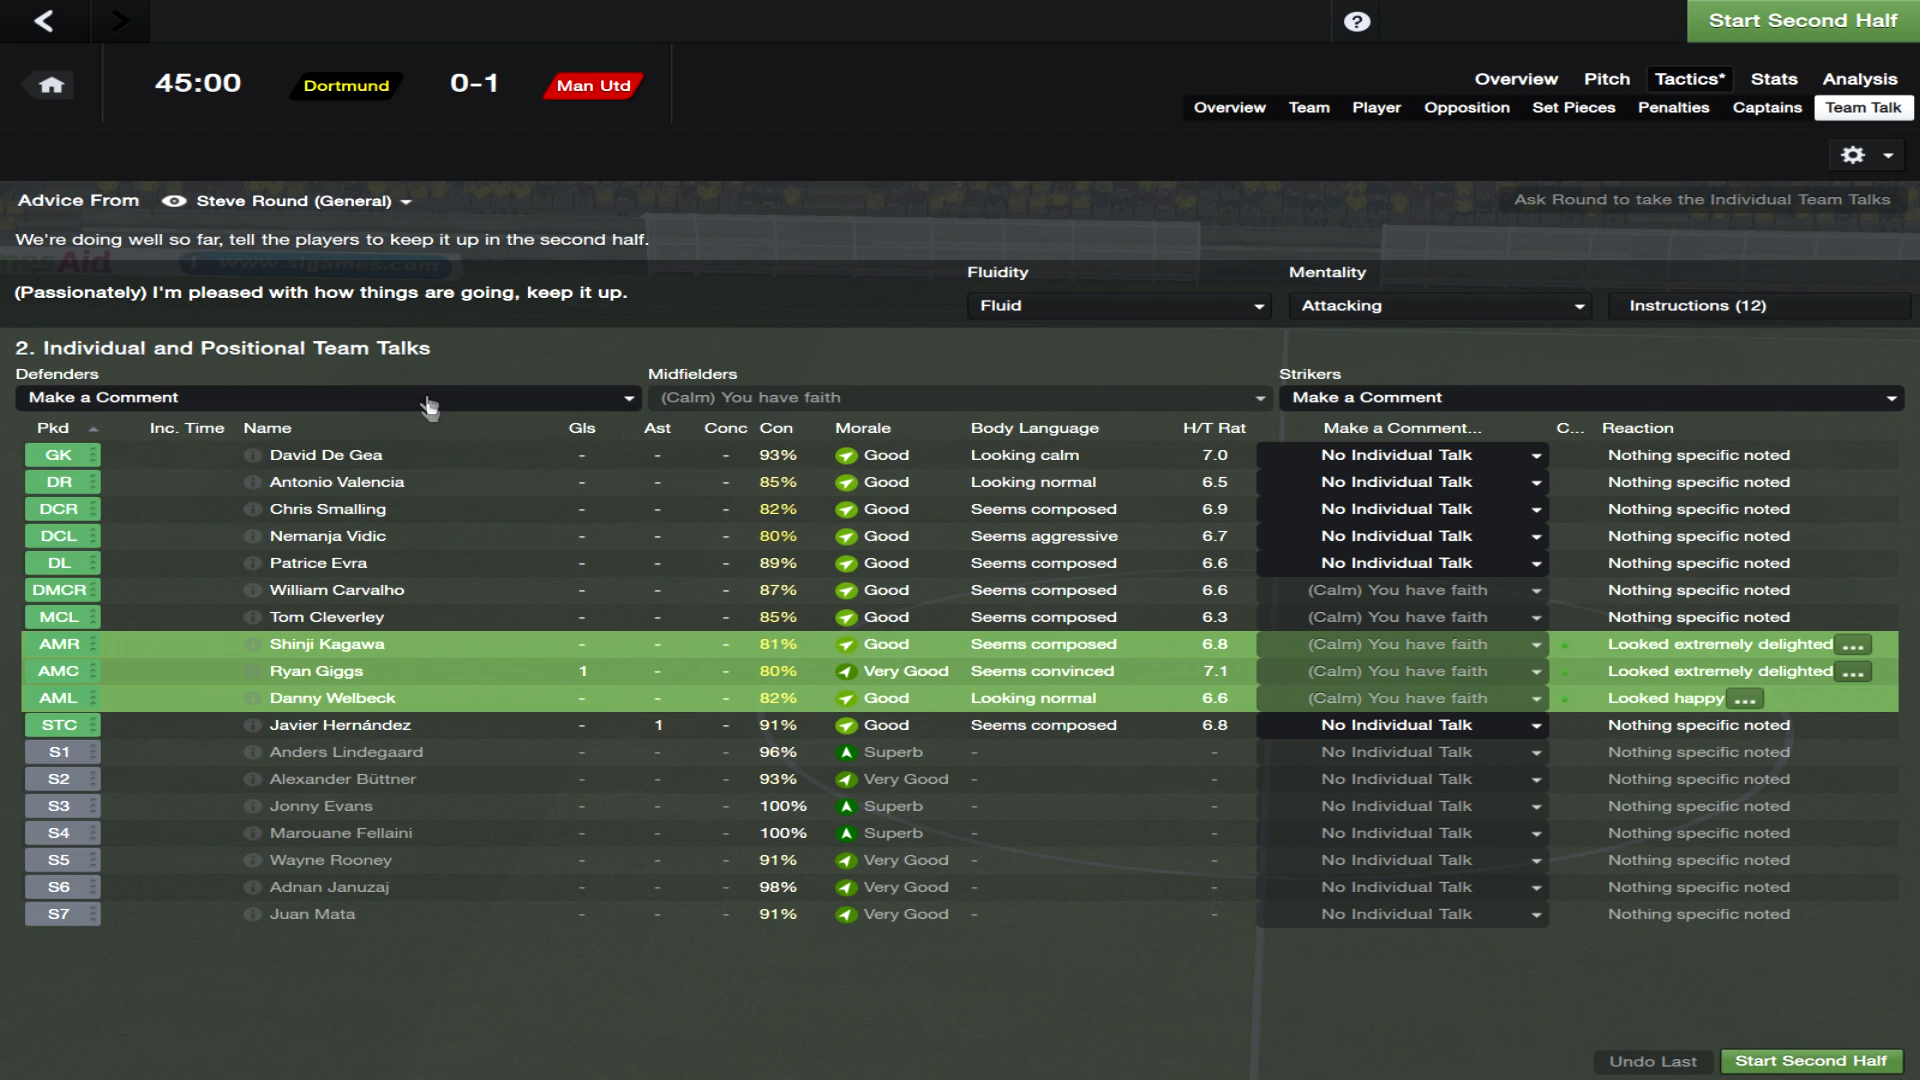 Start Second Half
45:00 Dortmund 0-1 Man Utd
Overview Pitch Tactics* Stats Analysis
Overview Team Player Opposition Set Pieces Penalties Captains Team Talk
Advice From Steve Round (General) Ask Round to take the Individual Team Talks
We're doing well so far, tell the players to keep it up in the second half.
www.sigames.com
Fluidity Mentality
(Passionately) I'm pleased with how things are going, keep it up.
Fluid Attacking Instructions (12)
2. Individual and Positional Team Talks
Defenders Midfielders Strikers
Make a Comment (Calm) You have faith Make a Comment
Pkd Inc. Time Name Gls Ast Conc Con Morale Body Language H/T Rat Make a Comment... C... Reaction
GK David De Gea - - - 93% Good Looking calm 7.0 No Individual Talk Nothing specific noted
DR Antonio Valencia - - - 85% Good Looking normal 6.5 No Individual Talk Nothing specific noted
DCR Chris Smalling - - - 82% Good Seems composed 6.9 No Individual Talk Nothing specific noted
DCL Nemanja Vidic - - - 80% Good Seems aggressive 6.7 No Individual Talk Nothing specific noted
DL Patrice Evra - - - 89% Good Seems composed 6.6 No Individual Talk Nothing specific noted
DMCR William Carvalho - - - 87% Good Seems composed 6.6 (Calm) You have faith Nothing specific noted
MCL Tom Cleverley - - - 85% Good Seems composed 6.3 (Calm) You have faith Nothing specific noted
AMR Shinji Kagawa - - - 81% Good Seems composed 6.8 (Calm) You have faith Looked extremely delighted ...
AMC Ryan Giggs 1 - - 80% Very Good Seems convinced 7.1 (Calm) You have faith Looked extremely delighted ...
AML Danny Welbeck - - - 82% Good Looking normal 6.6 (Calm) You have faith Looked happy ...
STC Javier Hernández - 1 - 91% Good Seems composed 6.8 No Individual Talk Nothing specific noted
S1 Anders Lindegaard - - - 96% Superb - - No Individual Talk Nothing specific noted
S2 Alexander Büttner - - - 93% Very Good - - No Individual Talk Nothing specific noted
S3 Jonny Evans - - - 100% Superb - - No Individual Talk Nothing specific noted
S4 Marouane Fellaini - - - 100% Superb - - No Individual Talk Nothing specific noted
S5 Wayne Rooney - - - 91% Very Good - - No Individual Talk Nothing specific noted
S6 Adnan Januzaj - - - 98% Very Good - - No Individual Talk Nothing specific noted
S7 Juan Mata - - - 91% Very Good - - No Individual Talk Nothing specific noted
Undo Last Start Second Half